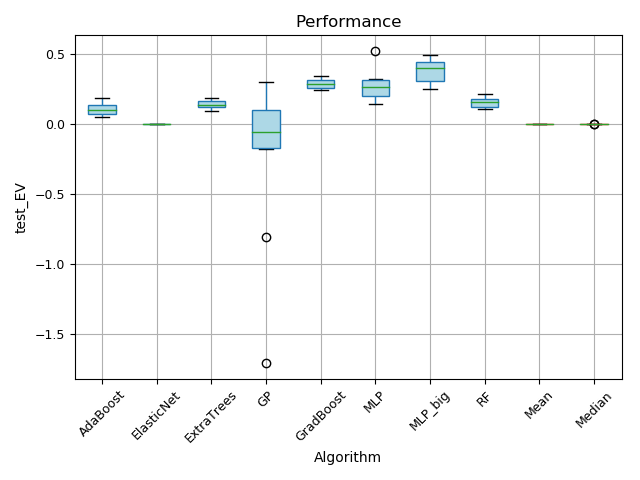 Performance
0.5
0.0
−0.5
−1.0
−1.5
test_EV
AdaBoost
ElasticNet
ExtraTrees
GP
GradBoost
MLP
MLP_big
RF
Mean
Median
Algorithm